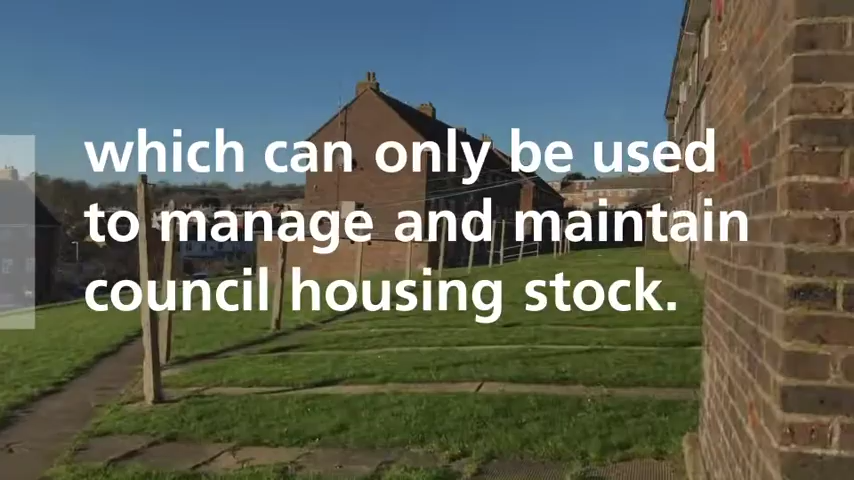 which can only be used
to manage and maintain
council housing stock.